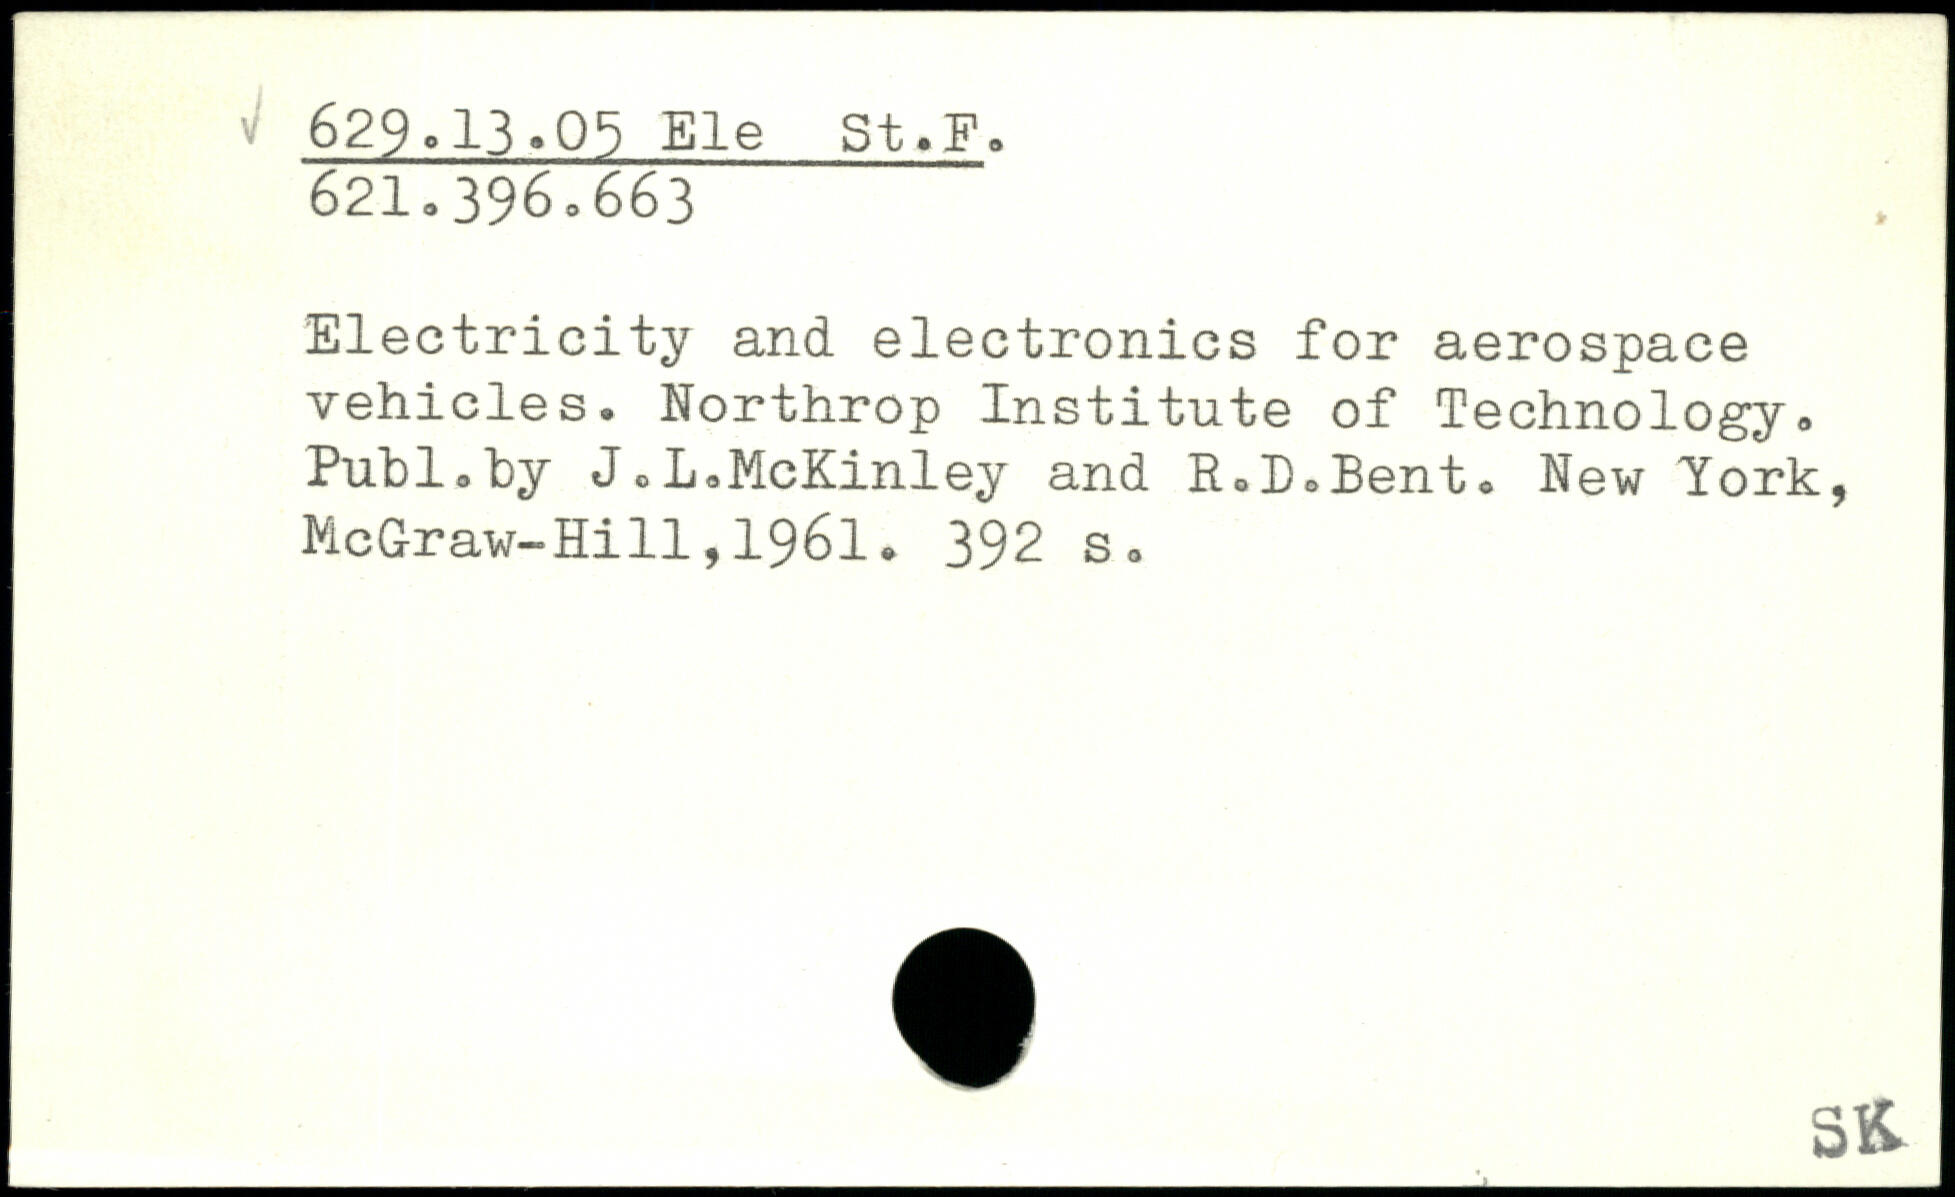 ✓ 629.13.05 Ele  St.F.
621.396.663
Electricity and electronics for aerospace
vehicles. Northrop Institute of Technology.
Publ.by J.L.McKinley and R.D.Bent. New York,
McGraw-Hill,1961. 392 s.
SK